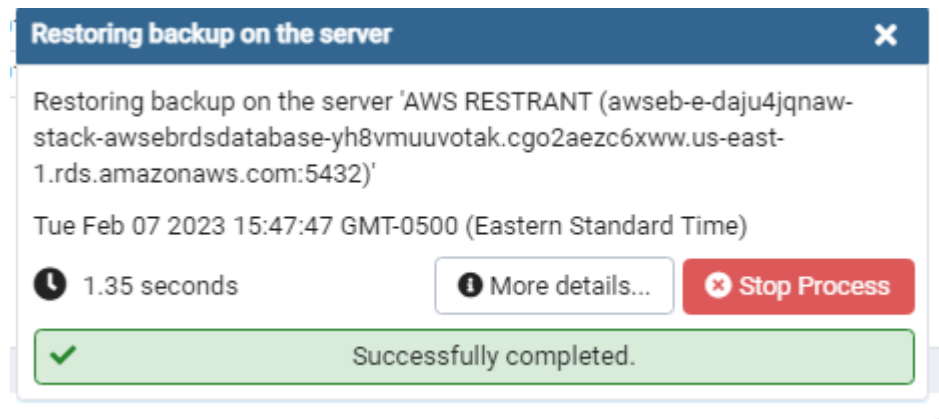 Restoring backup on the server
Restoring backup on the server 'AWS RESTRANT (awseb-e-daju4jqnaw-
stack-awsebrdsdatabase-yh8vmuuvotak.cgo2aezc6xww.us-east-
1.rds.amazonaws.com:5432)'
Tue Feb 07 2023 15:47:47 GMT-0500 (Eastern Standard Time)
1.35 seconds More details... Stop Process
Successfully completed.